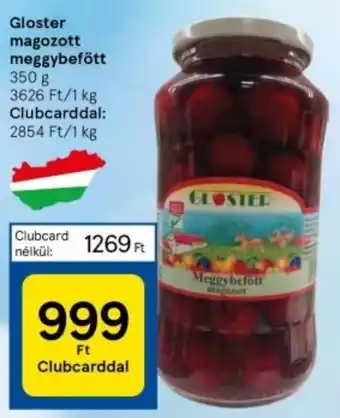 Gloster
magozott
meggybefőtt
350 g
3626 Ft/1 kg
Clubcarddal:
2854 Ft/1 kg
Clubcard
nélkül:
1269 Ft
999
Ft
Clubcarddal
GLOSTER
Meggybefőtt
magozott